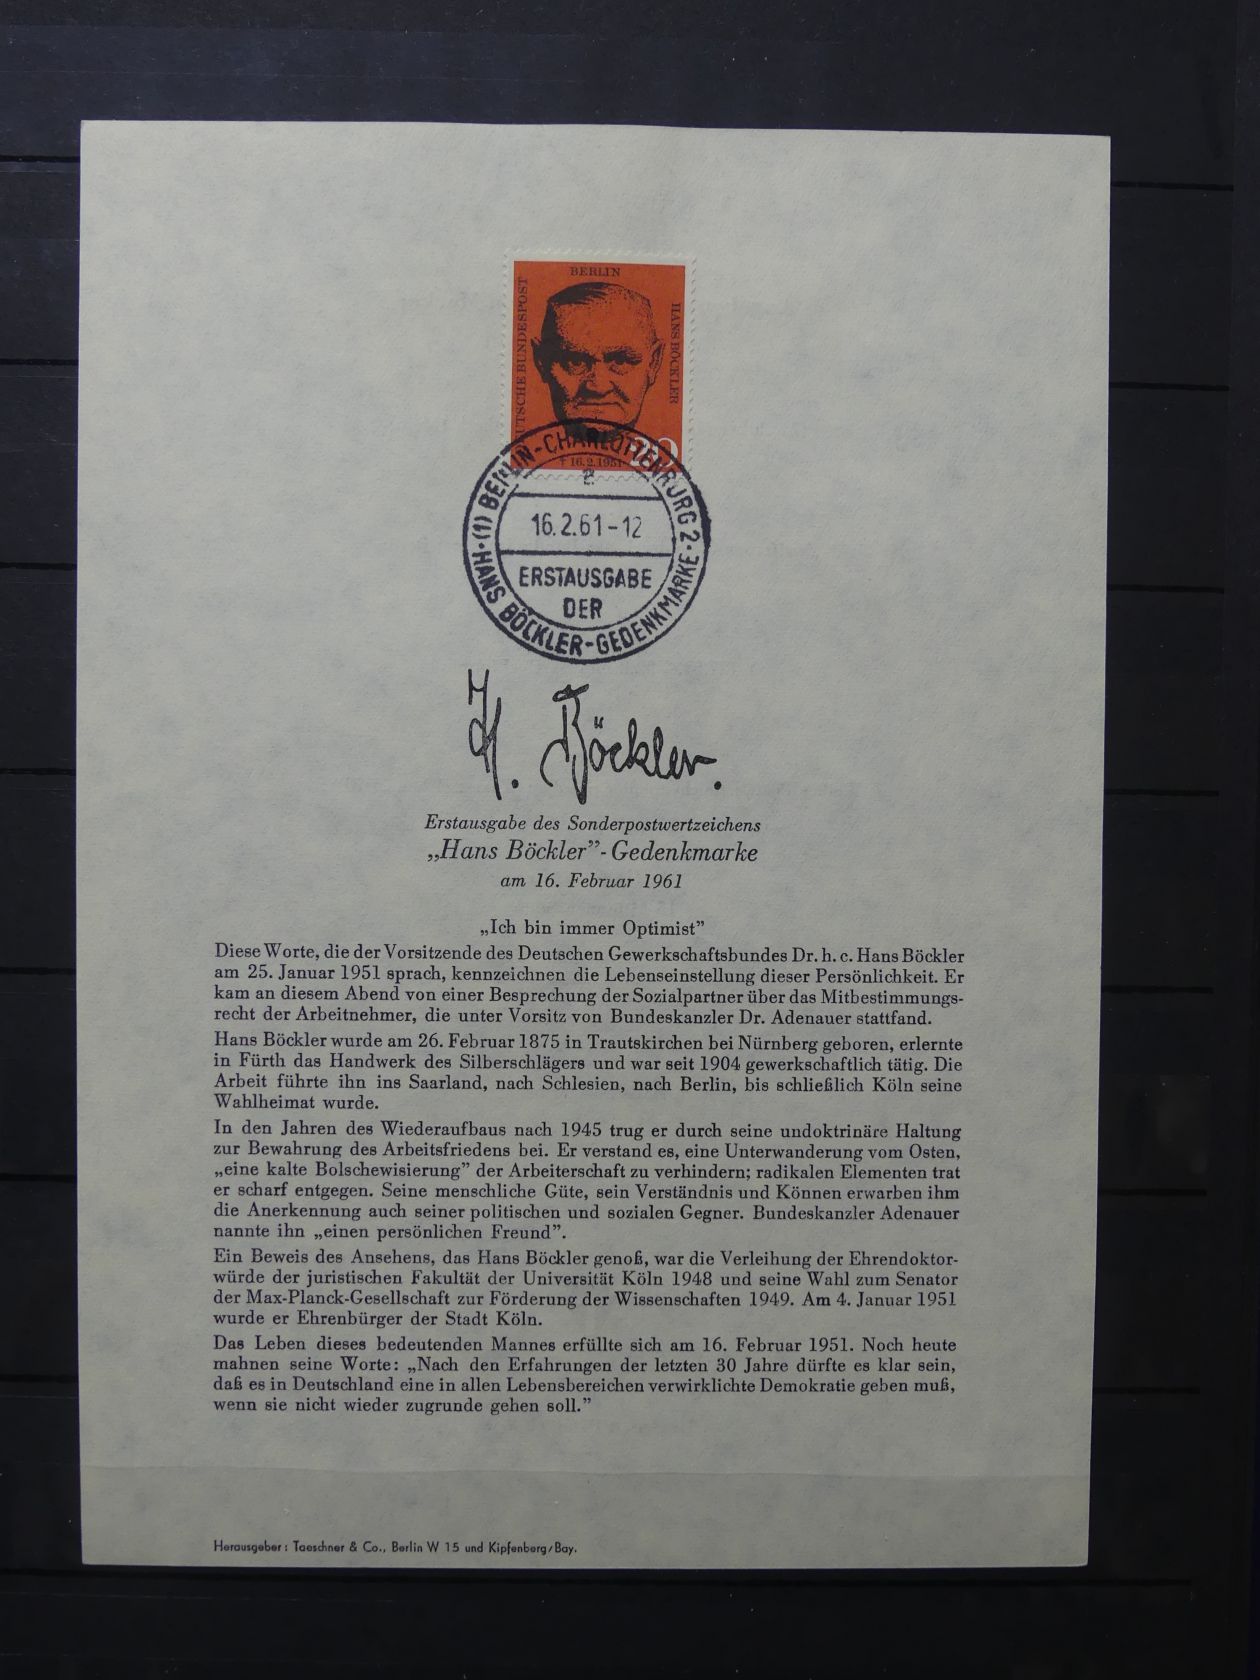 BERLIN
DEUTSCHE BUNDESPOST
HANS BÖCKLER
20
† 16.2.1951
(1) BERLIN-CHARLOTTENBURG 2
16.2.61-12
ERSTAUSGABE
DER
HANS BÖCKLER-GEDENKMARKE
H. Böckler.
Erstausgabe des Sonderpostwertzeichens
„Hans Böckler”- Gedenkmarke
am 16. Februar 1961
„Ich bin immer Optimist”
Diese Worte, die der Vorsitzende des Deutschen Gewerkschaftsbundes Dr. h. c. Hans Böckler
am 25. Januar 1951 sprach, kennzeichnen die Lebenseinstellung dieser Persönlichkeit. Er
kam an diesem Abend von einer Besprechung der Sozialpartner über das Mitbestimmungs-
recht der Arbeitnehmer, die unter Vorsitz von Bundeskanzler Dr. Adenauer stattfand.
Hans Böckler wurde am 26. Februar 1875 in Trautskirchen bei Nürnberg geboren, erlernte
in Fürth das Handwerk des Silberschlägers und war seit 1904 gewerkschaftlich tätig. Die
Arbeit führte ihn ins Saarland, nach Schlesien, nach Berlin, bis schließlich Köln seine
Wahlheimat wurde.
In den Jahren des Wiederaufbaus nach 1945 trug er durch seine undoktrinäre Haltung
zur Bewahrung des Arbeitsfriedens bei. Er verstand es, eine Unterwanderung vom Osten,
„eine kalte Bolschewisierung” der Arbeiterschaft zu verhindern; radikalen Elementen trat
er scharf entgegen. Seine menschliche Güte, sein Verständnis und Können erwarben ihm
die Anerkennung auch seiner politischen und sozialen Gegner. Bundeskanzler Adenauer
nannte ihn „einen persönlichen Freund”.
Ein Beweis des Ansehens, das Hans Böckler genoß, war die Verleihung der Ehrendoktor-
würde der juristischen Fakultät der Universität Köln 1948 und seine Wahl zum Senator
der Max-Planck-Gesellschaft zur Förderung der Wissenschaften 1949. Am 4. Januar 1951
wurde er Ehrenbürger der Stadt Köln.
Das Leben dieses bedeutenden Mannes erfüllte sich am 16. Februar 1951. Noch heute
mahnen seine Worte: „Nach den Erfahrungen der letzten 30 Jahre dürfte es klar sein,
daß es in Deutschland eine in allen Lebensbereichen verwirklichte Demokratie geben muß,
wenn sie nicht wieder zugrunde gehen soll.”
Herausgeber: Taeschner & Co., Berlin W 15 und Kipfenberg/Bay.